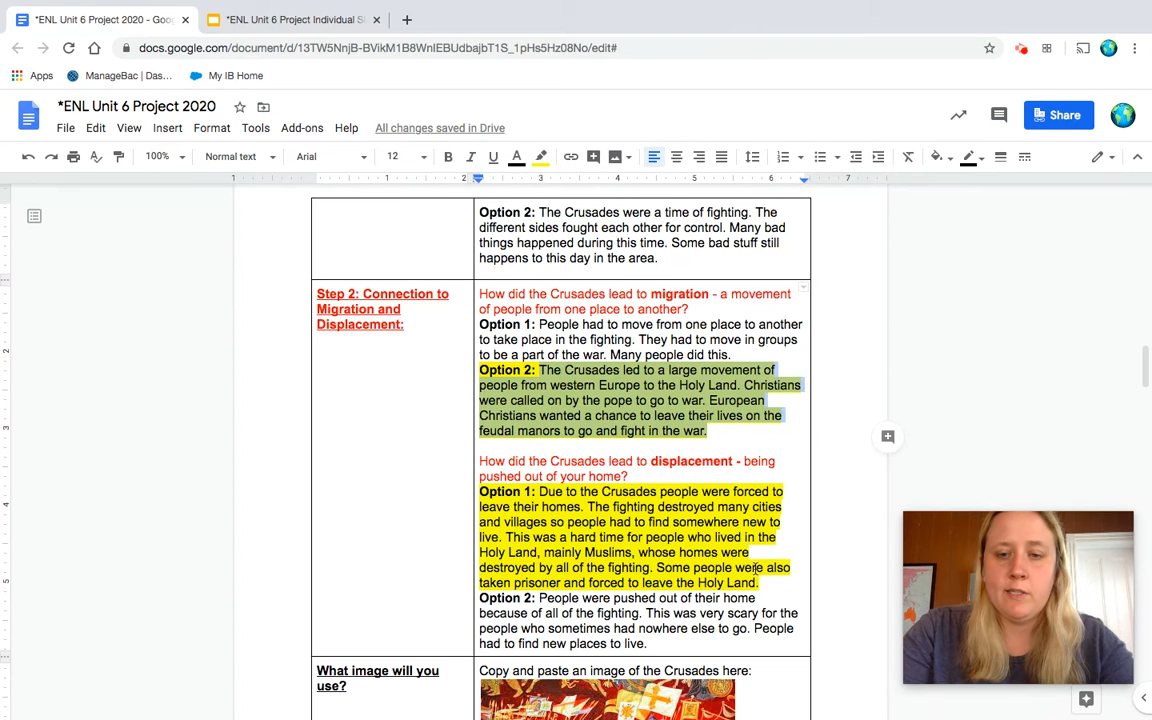 *ENL Unit 6 Project 2020 - Goo
*ENL Unit 6 Project Individual S
docs.google.com/document/d/13TW5NnjB-BVikM1B8WnlEBUdbajbT1S_1pHs5Hz08No/edit#
Apps ManageBac | Das... My IB Home
*ENL Unit 6 Project 2020
File Edit View Insert Format Tools Add-ons Help All changes saved in Drive
Share
100% Normal text Arial 12 B I U A
1 1 2 3 4 5 6 7
Option 2: The Crusades were a time of fighting. The
different sides fought each other for control. Many bad
things happened during this time. Some bad stuff still
happens to this day in the area.
Step 2: Connection to
Migration and
Displacement:
How did the Crusades lead to migration - a movement
of people from one place to another?
Option 1: People had to move from one place to another
to take place in the fighting. They had to move in groups
to be a part of the war. Many people did this.
Option 2: The Crusades led to a large movement of
people from western Europe to the Holy Land. Christians
were called on by the pope to go to war. European
Christians wanted a chance to leave their lives on the
feudal manors to go and fight in the war.
How did the Crusades lead to displacement - being
pushed out of your home?
Option 1: Due to the Crusades people were forced to
leave their homes. The fighting destroyed many cities
and villages so people had to find somewhere new to
live. This was a hard time for people who lived in the
Holy Land, mainly Muslims, whose homes were
destroyed by all of the fighting. Some people were also
taken prisoner and forced to leave the Holy Land.
Option 2: People were pushed out of their home
because of all of the fighting. This was very scary for the
people who sometimes had nowhere else to go. People
had to find new places to live.
What image will you
use?
Copy and paste an image of the Crusades here:
2
3
4
5